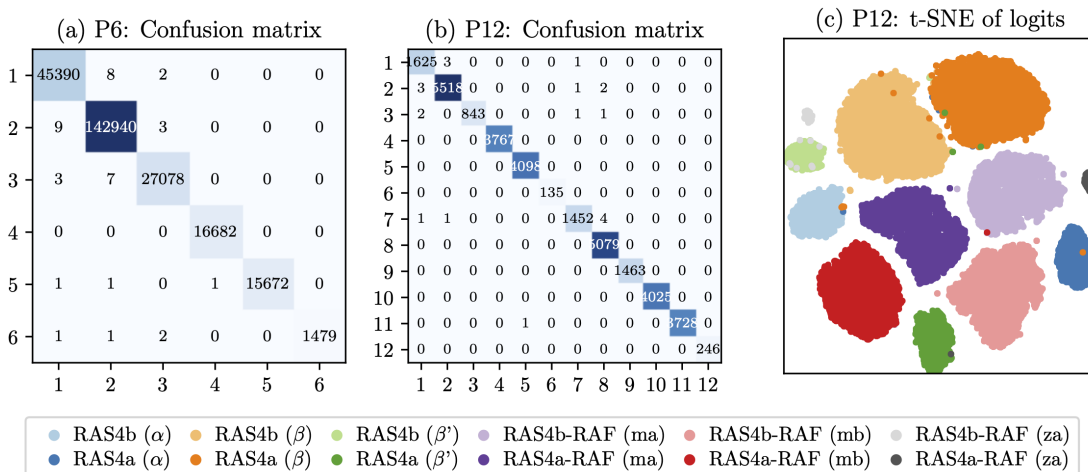 (a) P6: Confusion matrix
1 45390 8 2 0 0 0
2 9 142940 3 0 0 0
3 3 7 27078 0 0 0
4 0 0 0 16682 0 0
5 1 1 0 1 15672 0
6 1 1 2 0 0 1479
1 2 3 4 5 6
(b) P12: Confusion matrix
1 1625 3 0 0 0 0 1 0 0 0 0 0
2 3 5518 0 0 0 0 1 2 0 0 0 0
3 2 0 843 0 0 0 1 1 0 0 0 0
4 0 0 0 3767 0 0 0 0 0 0 0 0
5 0 0 0 0 4098 0 0 0 0 0 0 0
6 0 0 0 0 0 135 0 0 0 0 0 0
7 1 1 0 0 0 0 1452 4 0 0 0 0
8 0 0 0 0 0 0 0 5079 0 0 0 0
9 0 0 0 0 0 0 0 0 1463 0 0 0
10 0 0 0 0 0 0 0 0 0 4025 0 0
11 0 0 0 0 1 0 0 0 0 0 3728 0
12 0 0 0 0 0 0 0 0 0 0 0 246
1 2 3 4 5 6 7 8 9 10 11 12
(c) P12: t-SNE of logits
RAS4b (α) RAS4b (β) RAS4b (β') RAS4b-RAF (ma) RAS4b-RAF (mb) RAS4b-RAF (za)
RAS4a (α) RAS4a (β) RAS4a (β') RAS4a-RAF (ma) RAS4a-RAF (mb) RAS4a-RAF (za)